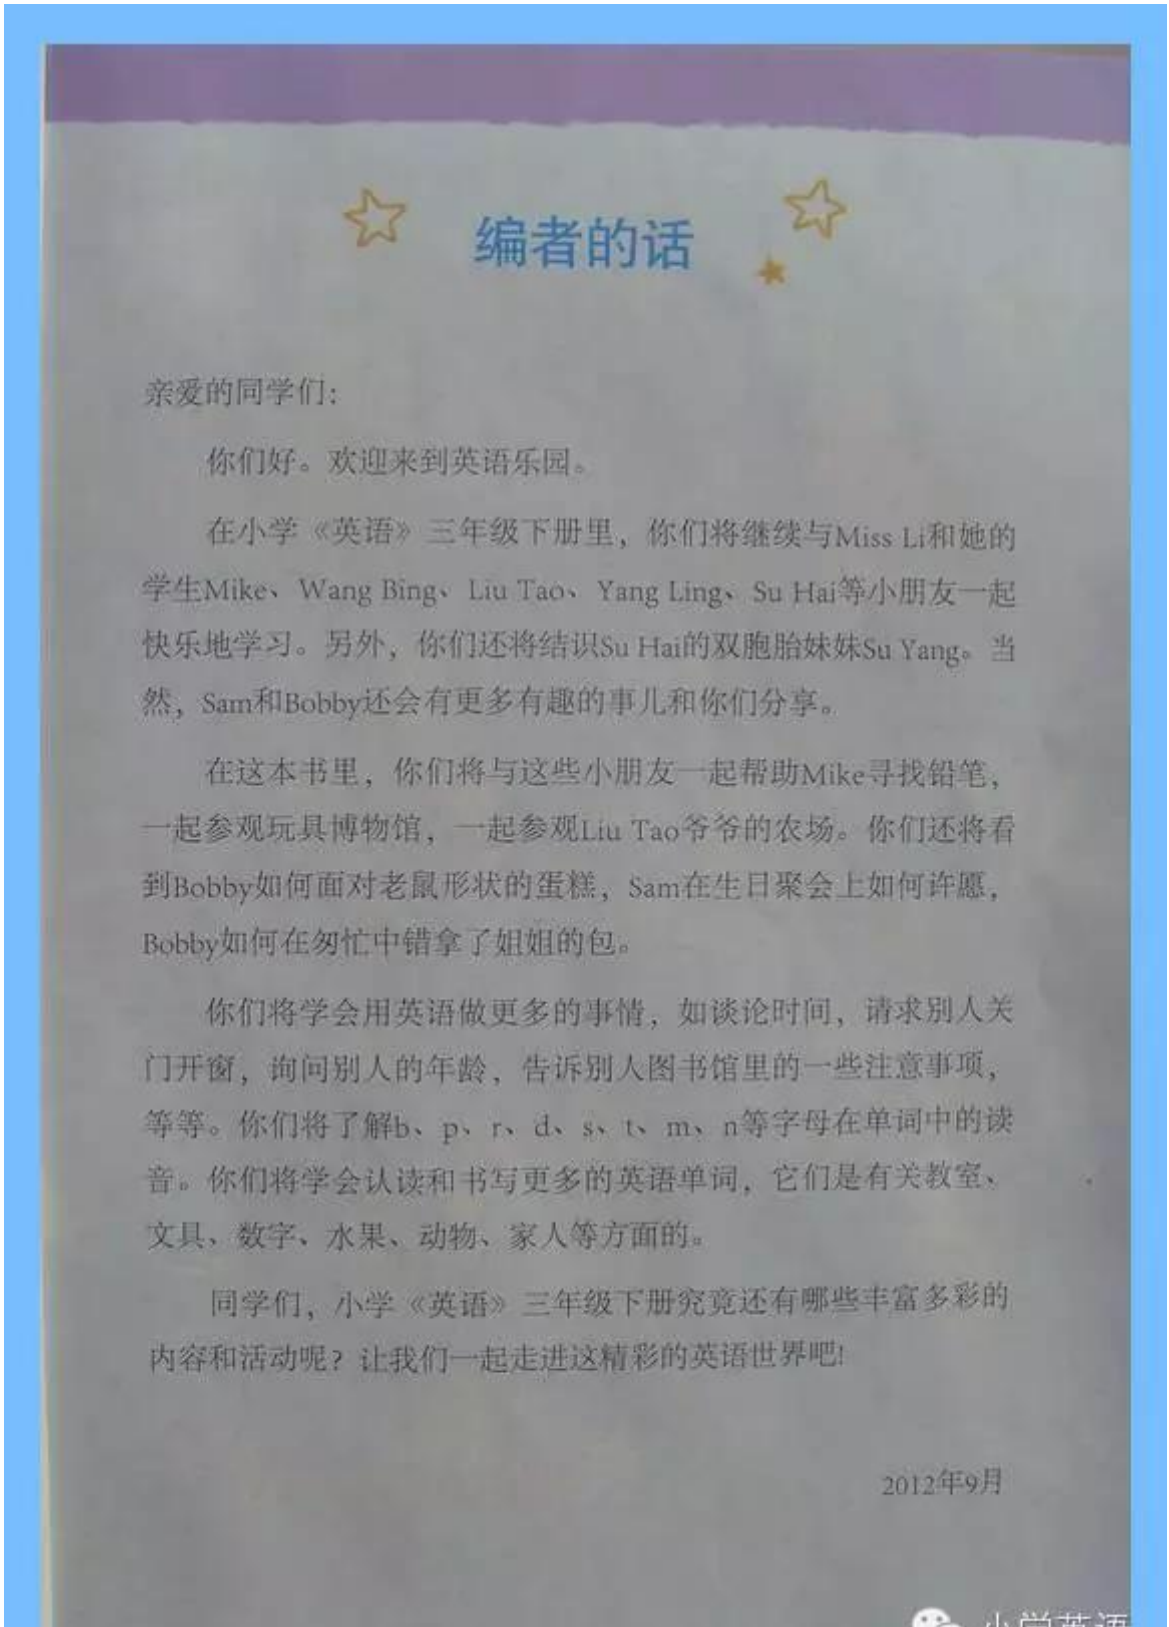 编者的话
亲爱的同学们：
你们好。欢迎来到英语乐园。
在小学《英语》三年级下册里，你们将继续与Miss Li和她的
学生Mike、Wang Bing、Liu Tao、Yang Ling、Su Hai等小朋友一起
快乐地学习。另外，你们还将结识Su Hai的双胞胎妹妹Su Yang。当
然，Sam和Bobby还会有更多有趣的事儿和你们分享。
在这本书里，你们将与这些小朋友一起帮助Mike寻找铅笔，
一起参观玩具博物馆，一起参观Liu Tao爷爷的农场。你们还将看
到Bobby如何面对老鼠形状的蛋糕，Sam在生日聚会上如何许愿，
Bobby如何在匆忙中错拿了姐姐的包。
你们将学会用英语做更多的事情，如谈论时间，请求别人关
门开窗，询问别人的年龄，告诉别人图书馆里的一些注意事项，
等等。你们将了解b、p、r、d、s、t、m、n等字母在单词中的读
音。你们将学会认读和书写更多的英语单词，它们是有关教室、
文具、数字、水果、动物、家人等方面的。
同学们，小学《英语》三年级下册究竟还有哪些丰富多彩的
内容和活动呢？让我们一起走进这精彩的英语世界吧！
2012年9月
小学英语